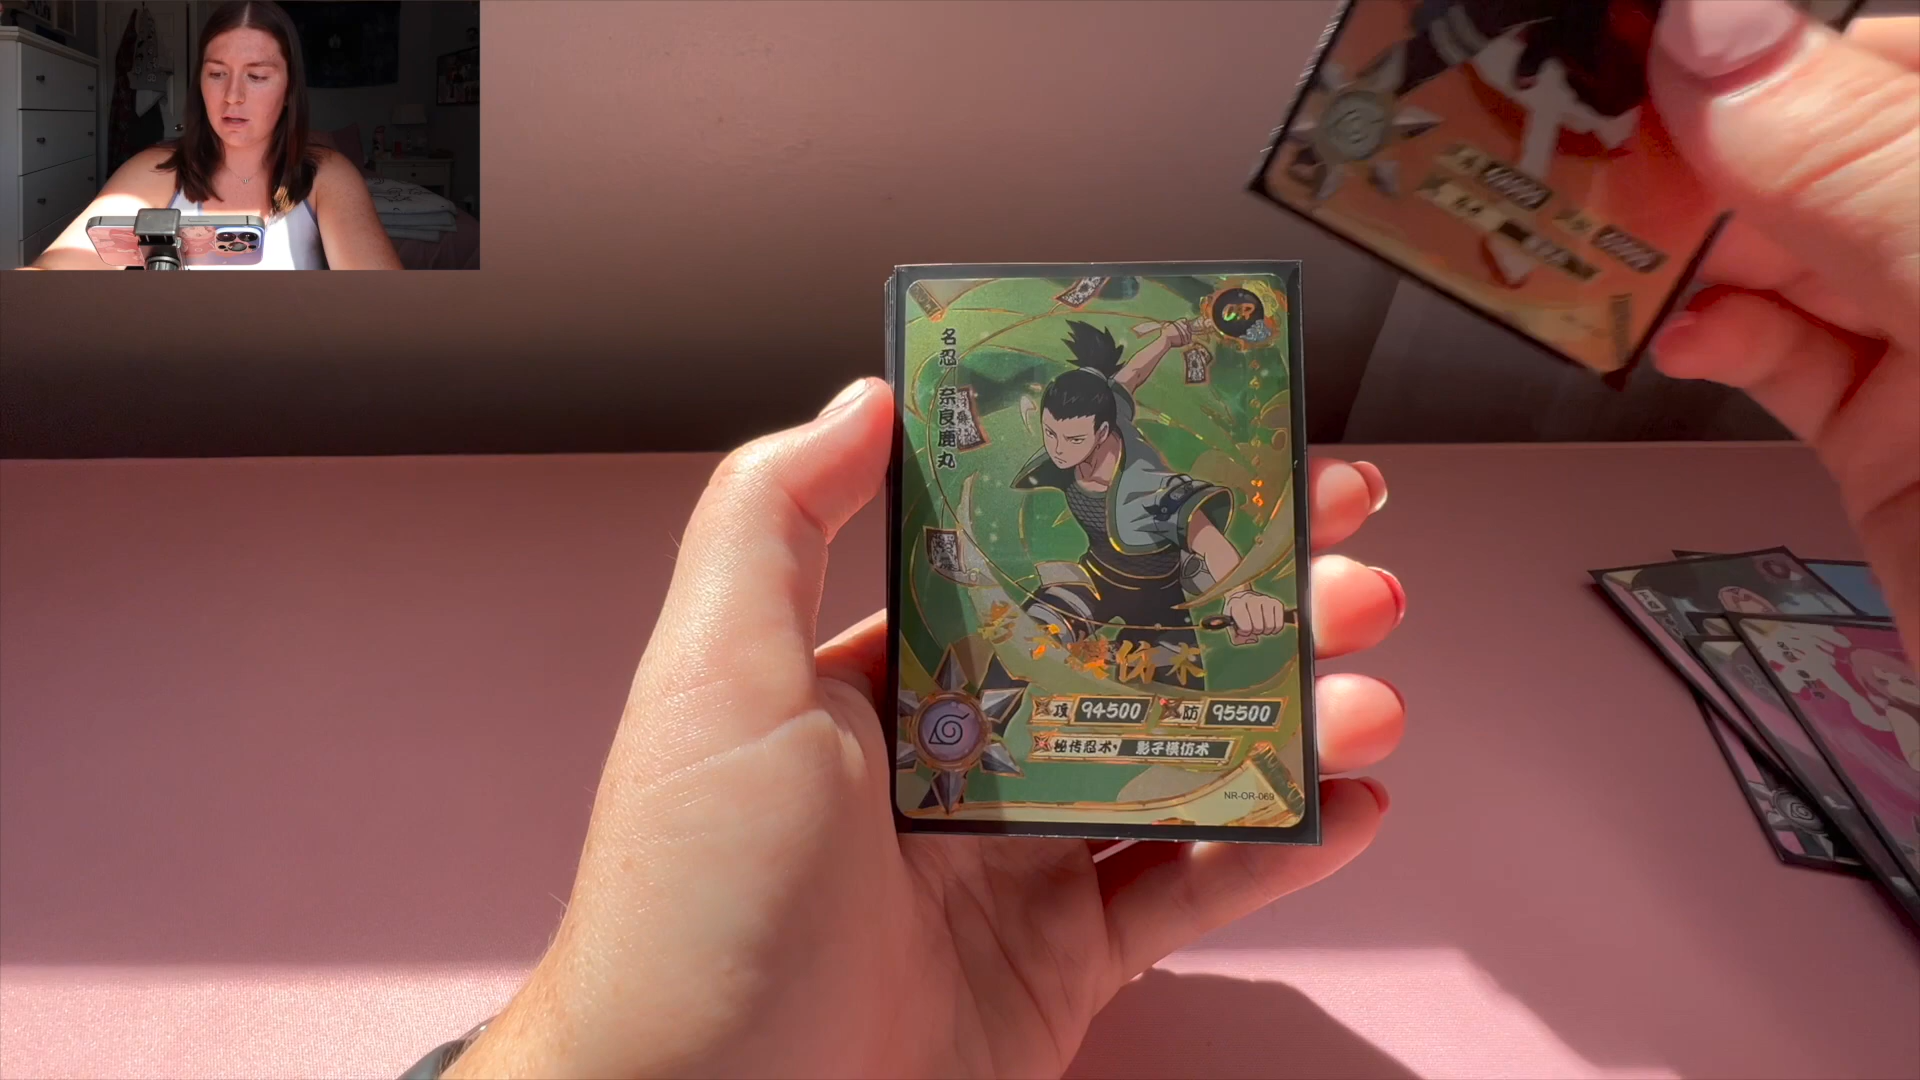 OR
名忍 奈良鹿丸
影子模仿术
攻 94500 防 95500
秘传忍术· 影子模仿术
NR-OR-069